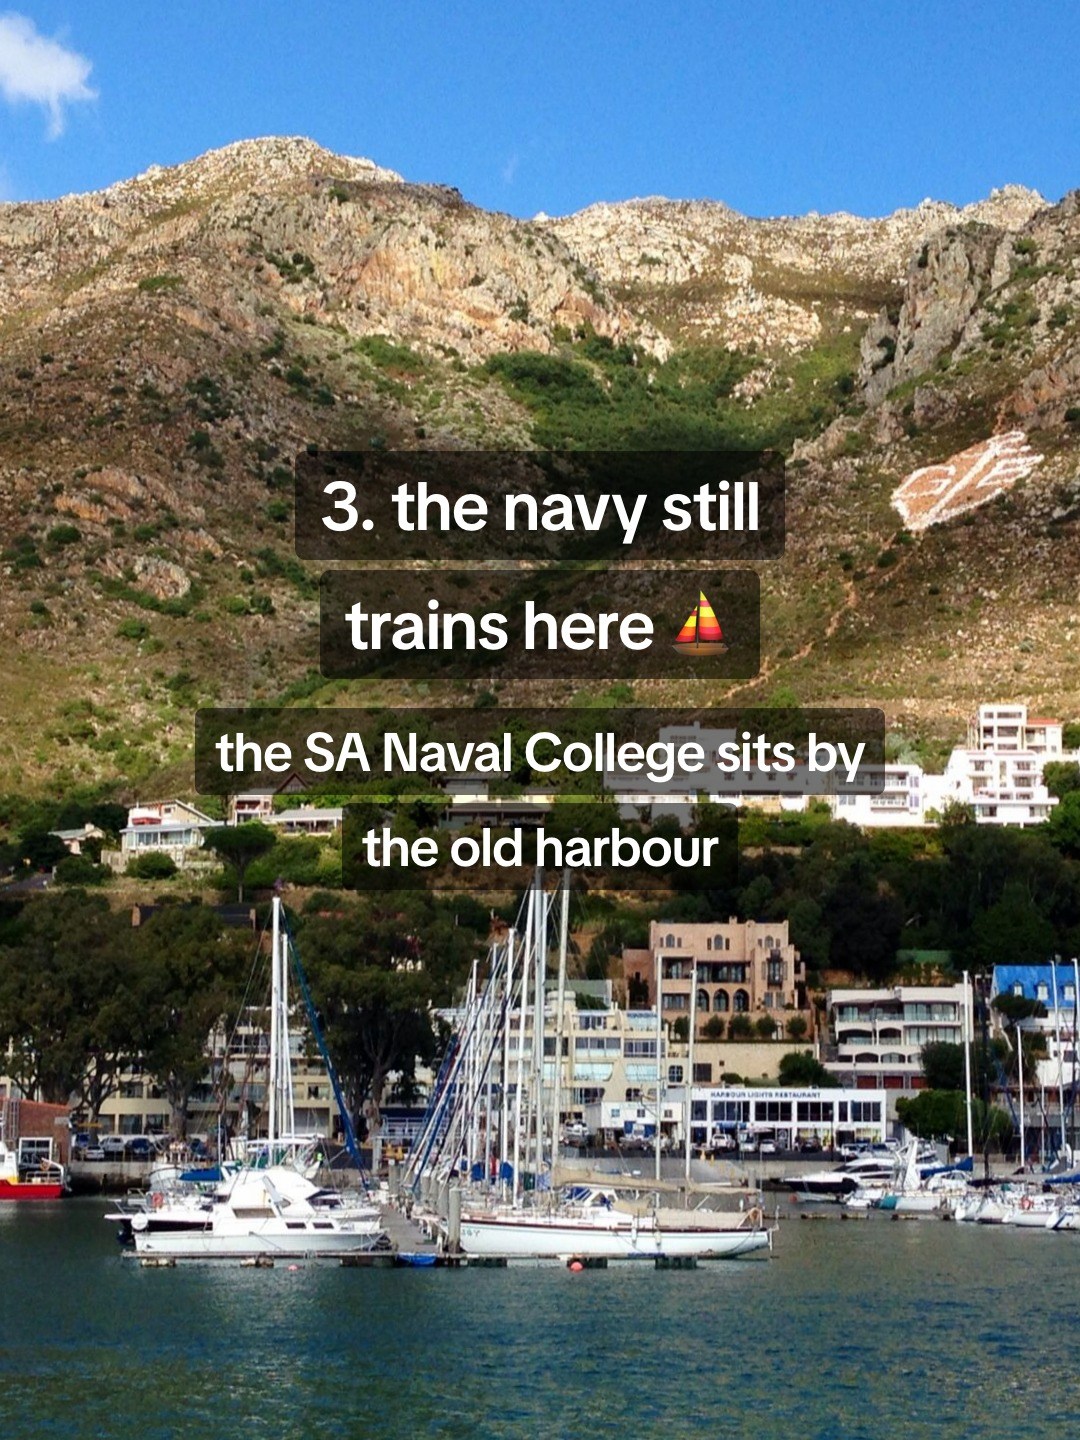 3. the navy still
trains here ⛵
the SA Naval College sits by
the old harbour
G/B
HARBOUR LIGHTS RESTAURANT